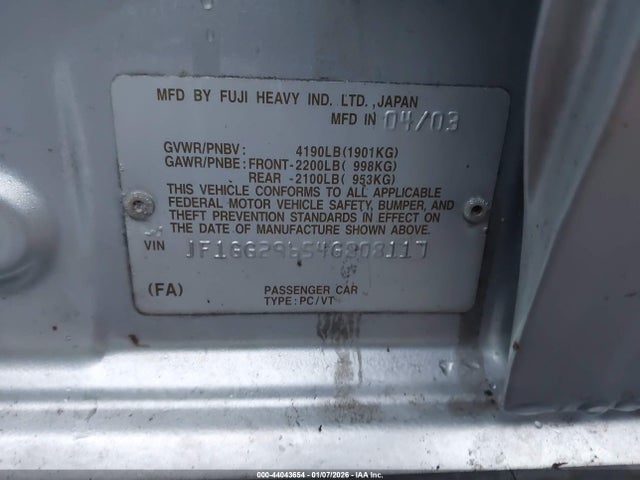 MFD BY FUJI HEAVY IND. LTD.,JAPAN
MFD IN 04/03
GVWR/PNBV: 4190LB(1901KG)
GAWR/PNBE: FRONT-2200LB( 998KG)
REAR -2100LB( 953KG)
THIS VEHICLE CONFORMS TO ALL APPLICABLE
FEDERAL MOTOR VEHICLE SAFETY, BUMPER, AND
THEFT PREVENTION STANDARDS IN EFFECT ON
THE DATE OF MANUFACTURE SHOWN ABOVE.
VIN JF1GG29654G808117
(FA) PASSENGER CAR
TYPE:PC/VT
000-44043654 - 01/07/2026 - IAA Inc.